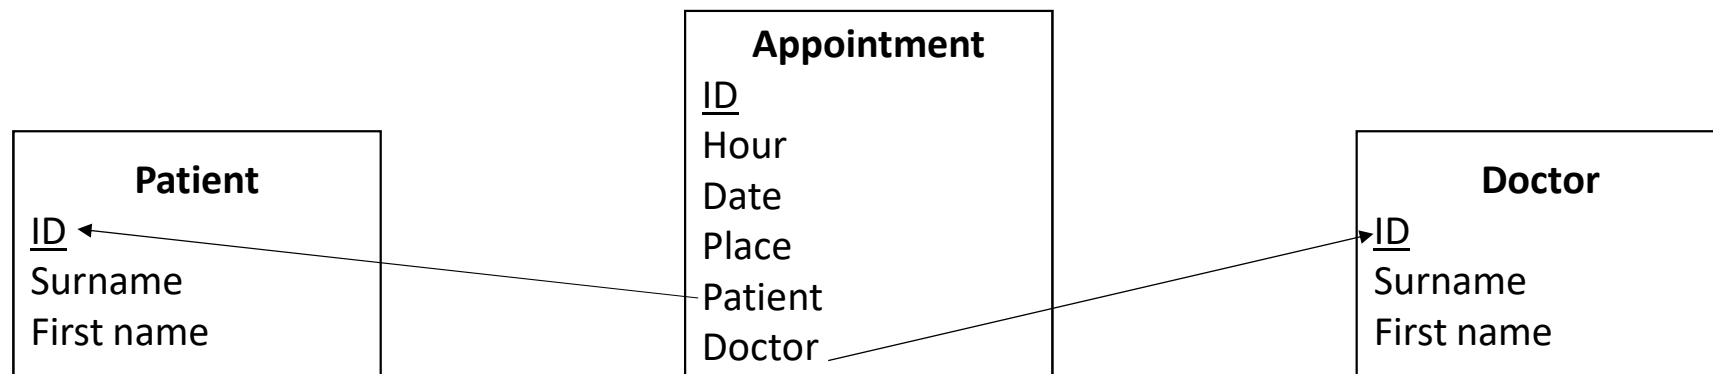 Patient
ID
Surname
First name
Appointment
ID
Hour
Date
Place
Patient
Doctor
Doctor
ID
Surname
First name